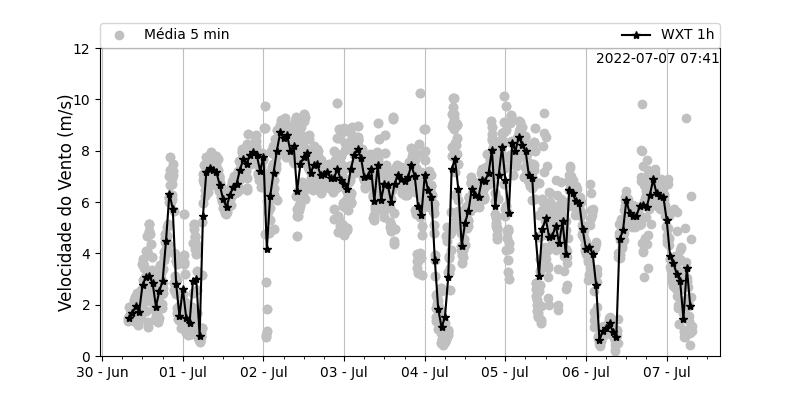 Média 5 min
WXT 1h
2022-07-07 07:41
Velocidade do Vento (m/s)
12
10
8
6
4
2
0
30 - Jun
01 - Jul
02 - Jul
03 - Jul
04 - Jul
05 - Jul
06 - Jul
07 - Jul